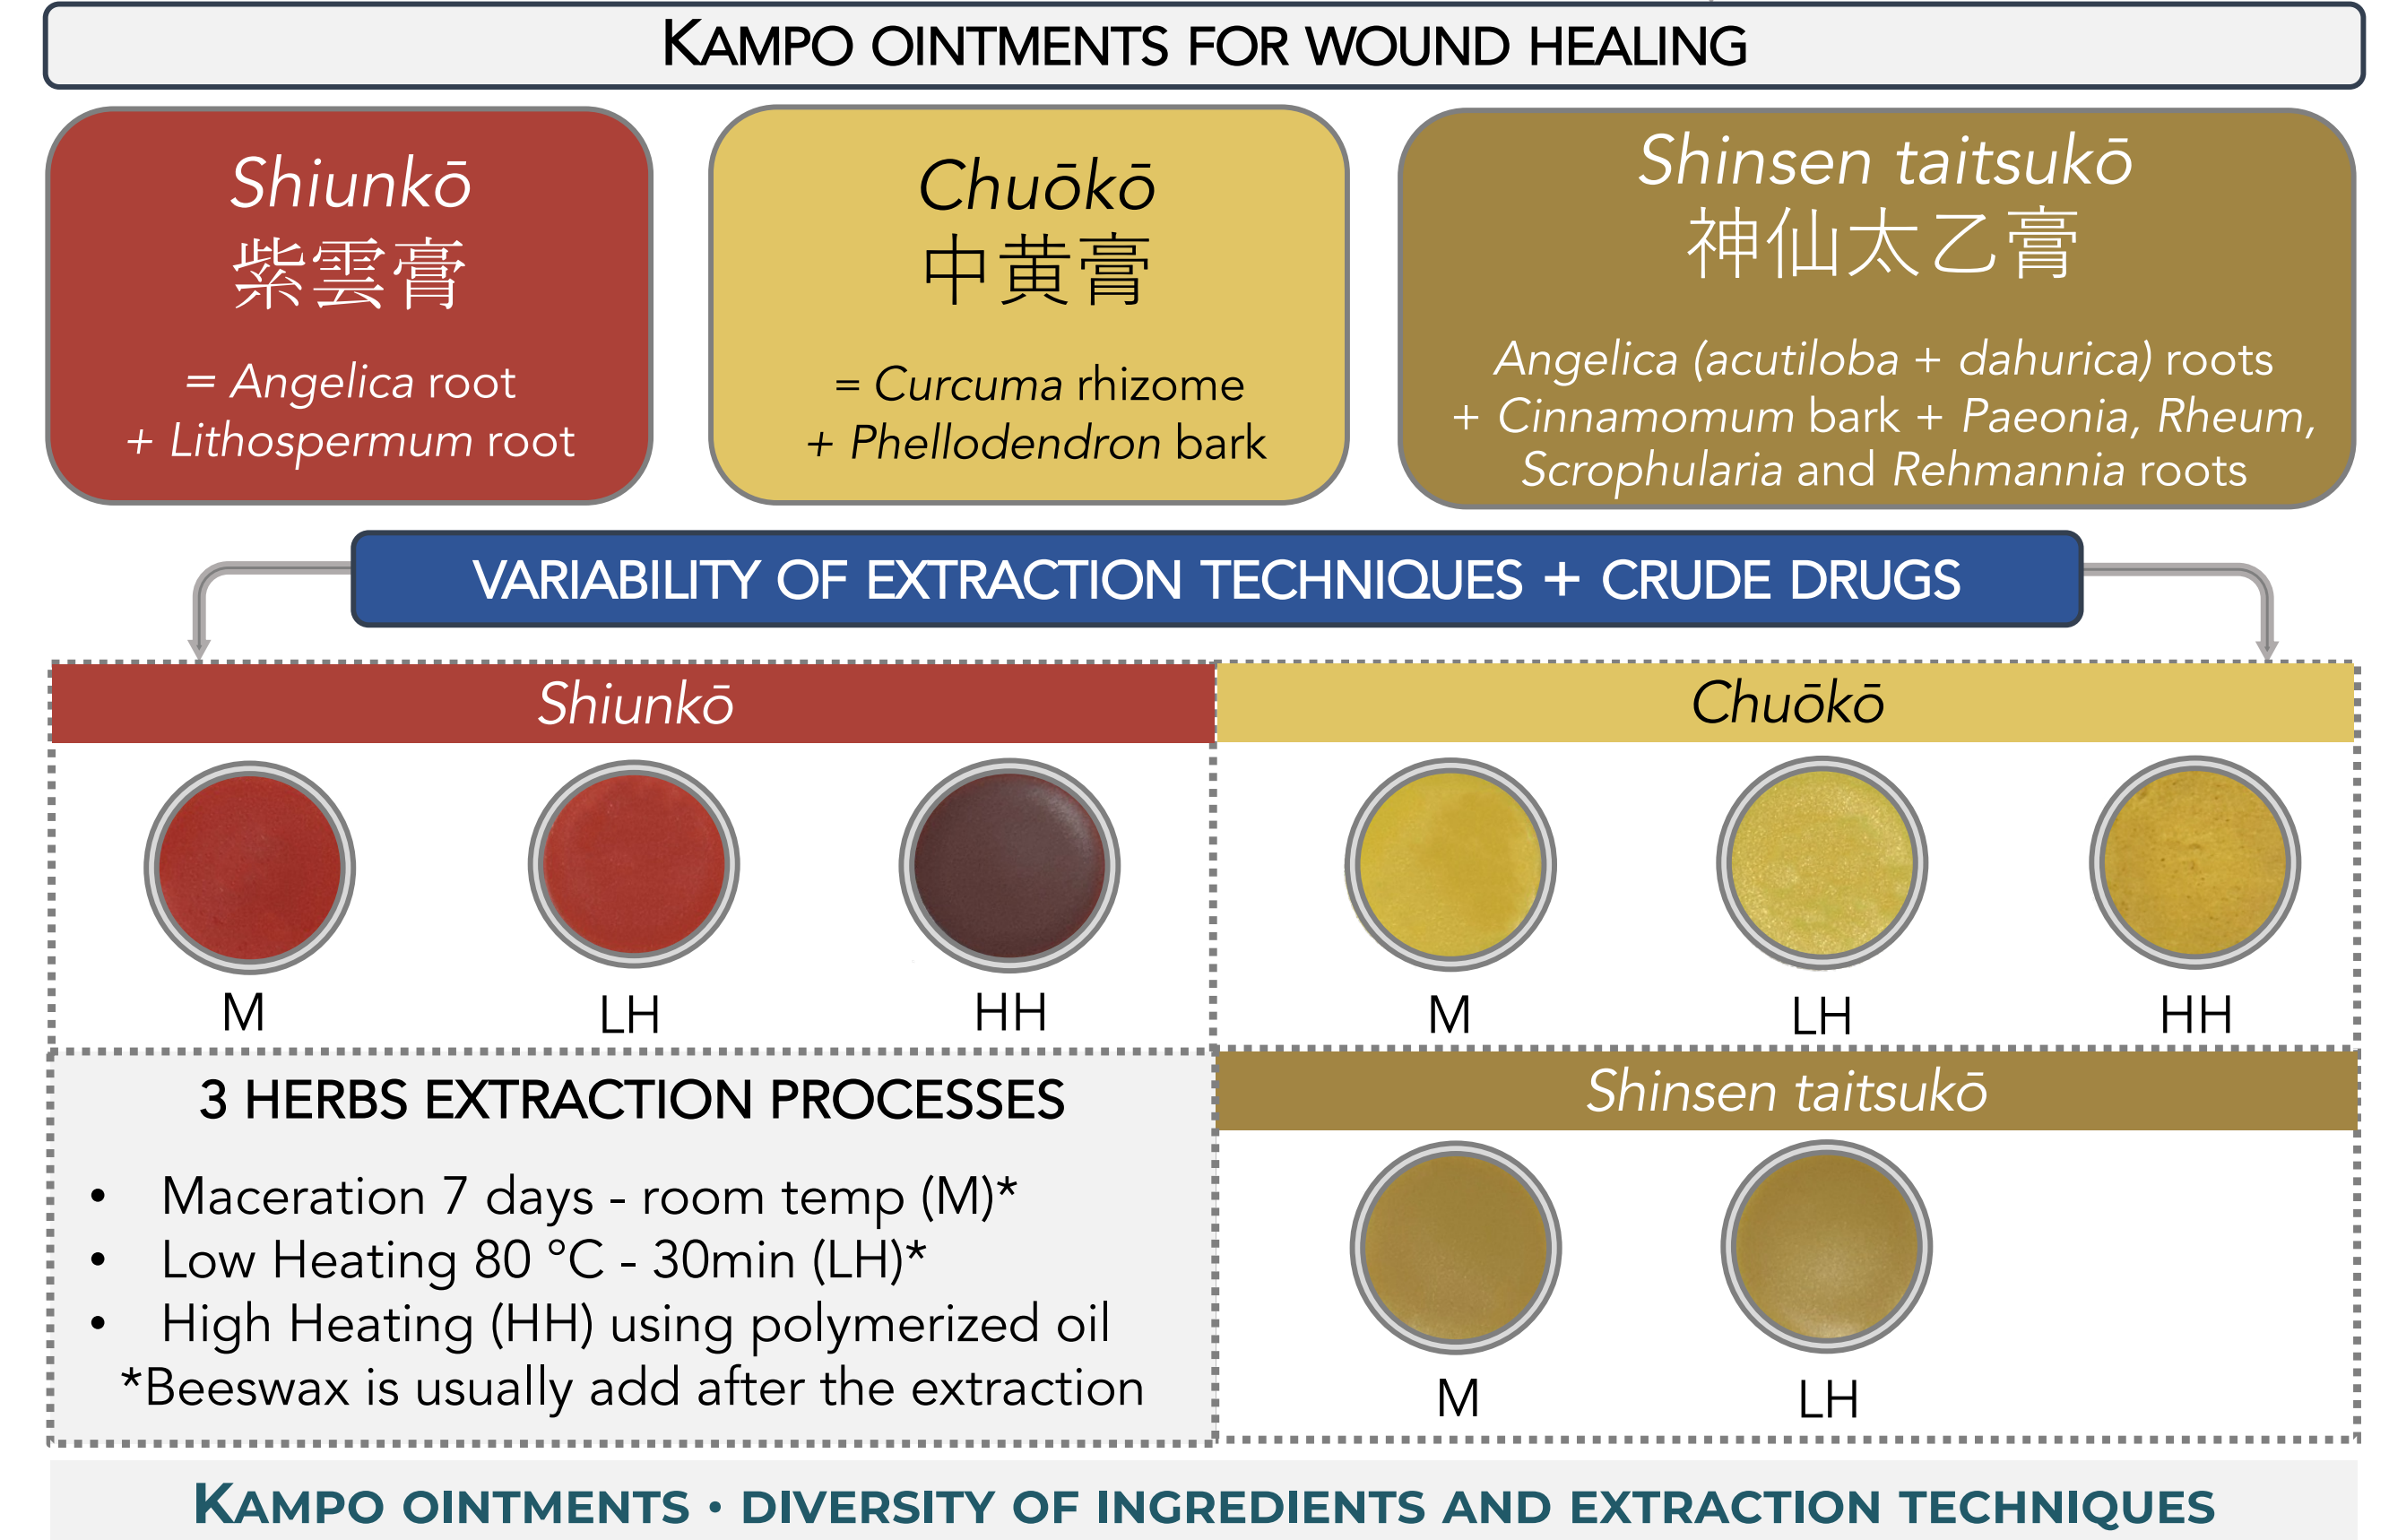 KAMPO OINTMENTS FOR WOUND HEALING
Shiunkō
紫雲膏
= Angelica root
+ Lithospermum root
Chuōkō
中黄膏
= Curcuma rhizome
+ Phellodendron bark
Shinsen taitsukō
神仙太乙膏
Angelica (acutiloba + dahurica) roots
+ Cinnamomum bark + Paeonia, Rheum,
Scrophularia and Rehmannia roots
VARIABILITY OF EXTRACTION TECHNIQUES + CRUDE DRUGS
Shiunkō
M
LH
HH
Chuōkō
M
LH
HH
3 HERBS EXTRACTION PROCESSES
• Maceration 7 days - room temp (M)*
• Low Heating 80 °C - 30min (LH)*
• High Heating (HH) using polymerized oil
*Beeswax is usually add after the extraction
Shinsen taitsukō
M
LH
KAMPO OINTMENTS • DIVERSITY OF INGREDIENTS AND EXTRACTION TECHNIQUES